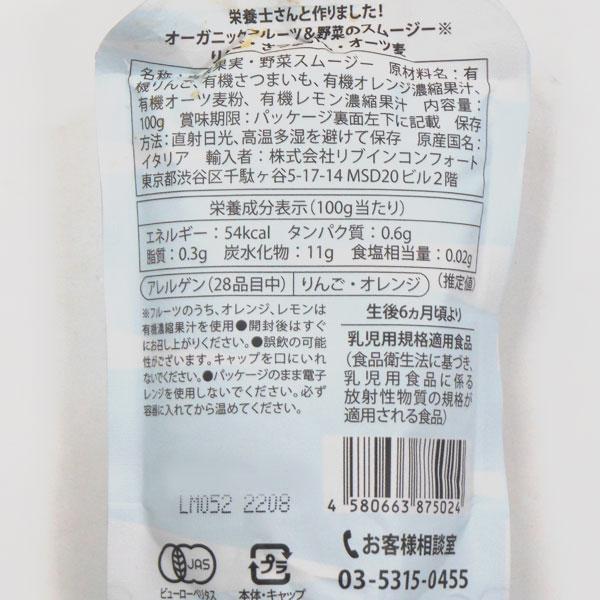 栄養士さんと作りました!
オーガニックフルーツ&野菜のスムージー※
オーツ麦
果実・野菜スムージー 原材料名:有
機りんご、有機さつまいも、有機オレンジ濃縮果汁、
有機オーツ麦粉、有機レモン濃縮果汁 内容量:
100g 賞味期限:パッケージ裏面左下に記載 保存
方法:直射日光、高温多湿を避けて保存 原産国名:
イタリア 輸入者:株式会社リブインコンフォート
東京都渋谷区千駄ヶ谷5-17-14 MSD20ビル2階
栄養成分表示(100g当たり)
エネルギー:54kcal タンパク質:0.6g
脂質:0.3g 炭水化物:11g 食塩相当量:0.02g
アレルゲン(28品目中) りんご・オレンジ (推定値)
※フルーツのうち、オレンジ、レモンは
有機濃縮果汁を使用●開封後はすぐ
にお召し上がりください。●誤飲の可能
性がございます。キャップを口にいれ
ないでください。●パッケージのまま電子
レンジを使用しないでください。必ず
容器に入れてから温めてください。
生後6ヵ月頃より
乳児用規格適用食品
(食品衛生法に基づき、
乳児用食品に係る
放射性物質の規格が
適用される食品)
LM052 2208
4 580663 875024
お客様相談室
03-5315-0455
JAS
ビューローベリタス
プラ
本体・キャップ